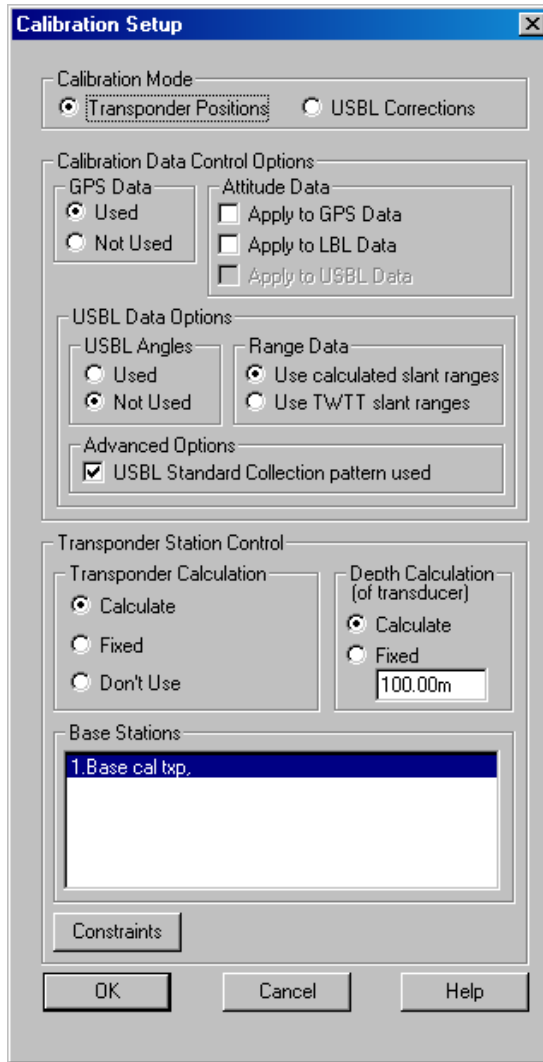 Calibration Setup
Calibration Mode
Transponder Positions
USBL Corrections
Calibration Data Control Options
GPS Data
Used
Not Used
Attitude Data
Apply to GPS Data
Apply to LBL Data
Apply to USBL Data
USBL Data Options
USBL Angles
Used
Not Used
Range Data
Use calculated slant ranges
Use TWTT slant ranges
Advanced Options
USBL Standard Collection pattern used
Transponder Station Control
Transponder Calculation
Calculate
Fixed
Don't Use
Depth Calculation
(of transducer)
Calculate
Fixed
100.00m
Base Stations
1.Base cal txp,
Constraints
OK
Cancel
Help